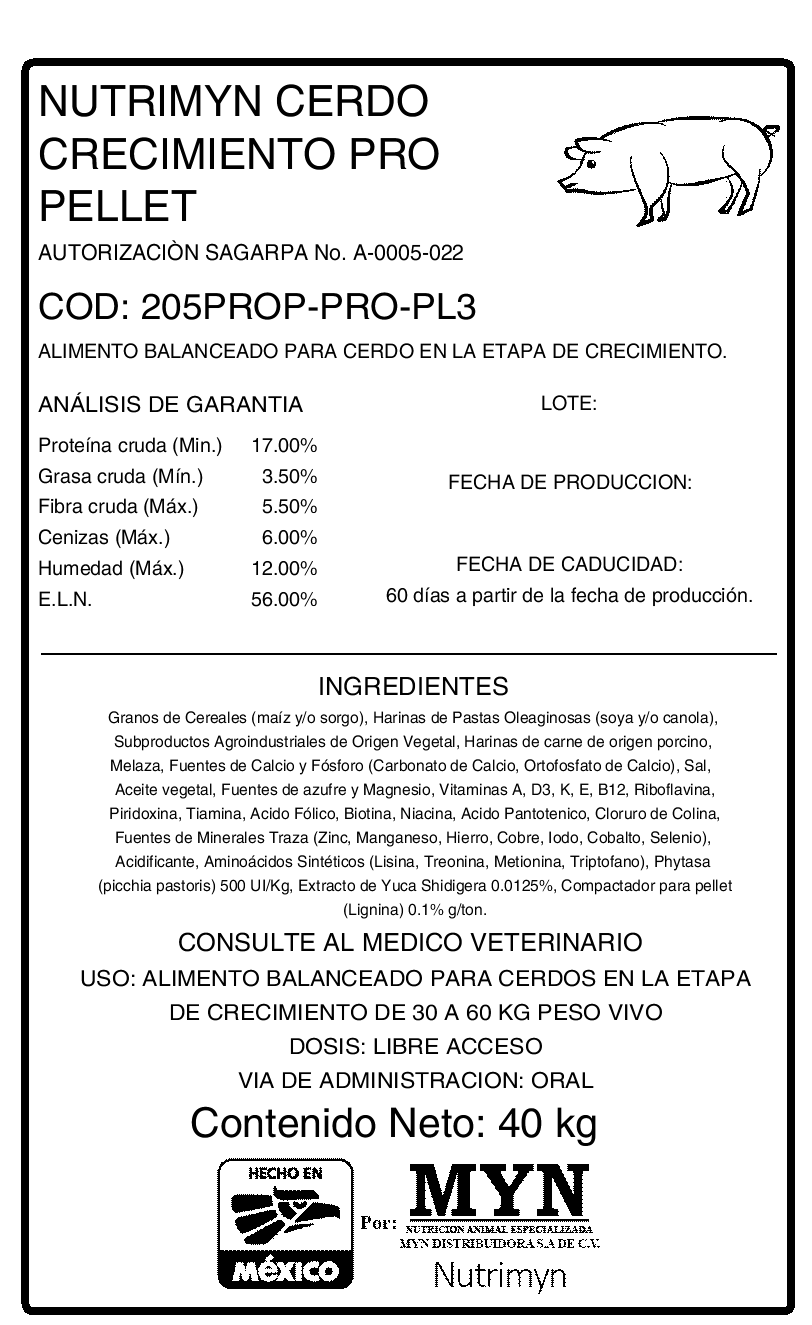 NUTRIMYN CERDO
CRECIMIENTO PRO
PELLET
AUTORIZACIÒN SAGARPA No. A-0005-022
COD: 205PROP-PRO-PL3
ALIMENTO BALANCEADO PARA CERDO EN LA ETAPA DE CRECIMIENTO.
ANÁLISIS DE GARANTIA
Proteína cruda (Min.) 17.00%
Grasa cruda (Mín.) 3.50%
Fibra cruda (Máx.) 5.50%
Cenizas (Máx.) 6.00%
Humedad (Máx.) 12.00%
E.L.N. 56.00%
LOTE:
FECHA DE PRODUCCION:
FECHA DE CADUCIDAD:
60 días a partir de la fecha de producción.
INGREDIENTES
Granos de Cereales (maíz y/o sorgo), Harinas de Pastas Oleaginosas (soya y/o canola),
Subproductos Agroindustriales de Origen Vegetal, Harinas de carne de origen porcino,
Melaza, Fuentes de Calcio y Fósforo (Carbonato de Calcio, Ortofosfato de Calcio), Sal,
Aceite vegetal, Fuentes de azufre y Magnesio, Vitaminas A, D3, K, E, B12, Riboflavina,
Piridoxina, Tiamina, Acido Fólico, Biotina, Niacina, Acido Pantotenico, Cloruro de Colina,
Fuentes de Minerales Traza (Zinc, Manganeso, Hierro, Cobre, Iodo, Cobalto, Selenio),
Acidificante, Aminoácidos Sintéticos (Lisina, Treonina, Metionina, Triptofano), Phytasa
(picchia pastoris) 500 UI/Kg, Extracto de Yuca Shidigera 0.0125%, Compactador para pellet
(Lignina) 0.1% g/ton.
CONSULTE AL MEDICO VETERINARIO
USO: ALIMENTO BALANCEADO PARA CERDOS EN LA ETAPA
DE CRECIMIENTO DE 30 A 60 KG PESO VIVO
DOSIS: LIBRE ACCESO
VIA DE ADMINISTRACION: ORAL
Contenido Neto: 40 kg
HECHO EN
MéXICO
Por:
MYN
NUTRICION ANIMAL ESPECIALIZADA
MYN DISTRIBUIDORA S.A DE C.V.
Nutrimyn